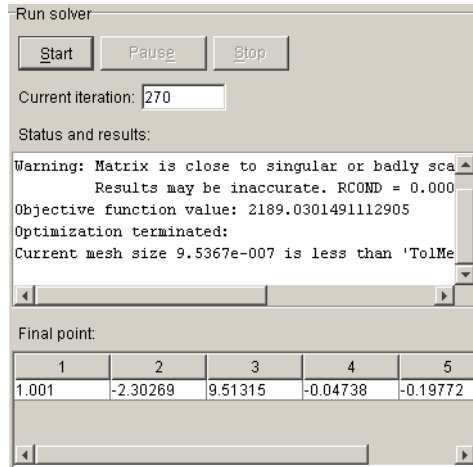 Run solver
Start Pause Stop
Current iteration: 270
Status and results:
Warning: Matrix is close to singular or badly sca
Results may be inaccurate. RCOND = 0.000
Objective function value: 2189.0301491112905
Optimization terminated:
Current mesh size 9.5367e-007 is less than 'TolMe
Final point:
1 2 3 4 5
1.001 -2.30269 9.51315 -0.04738 -0.19772